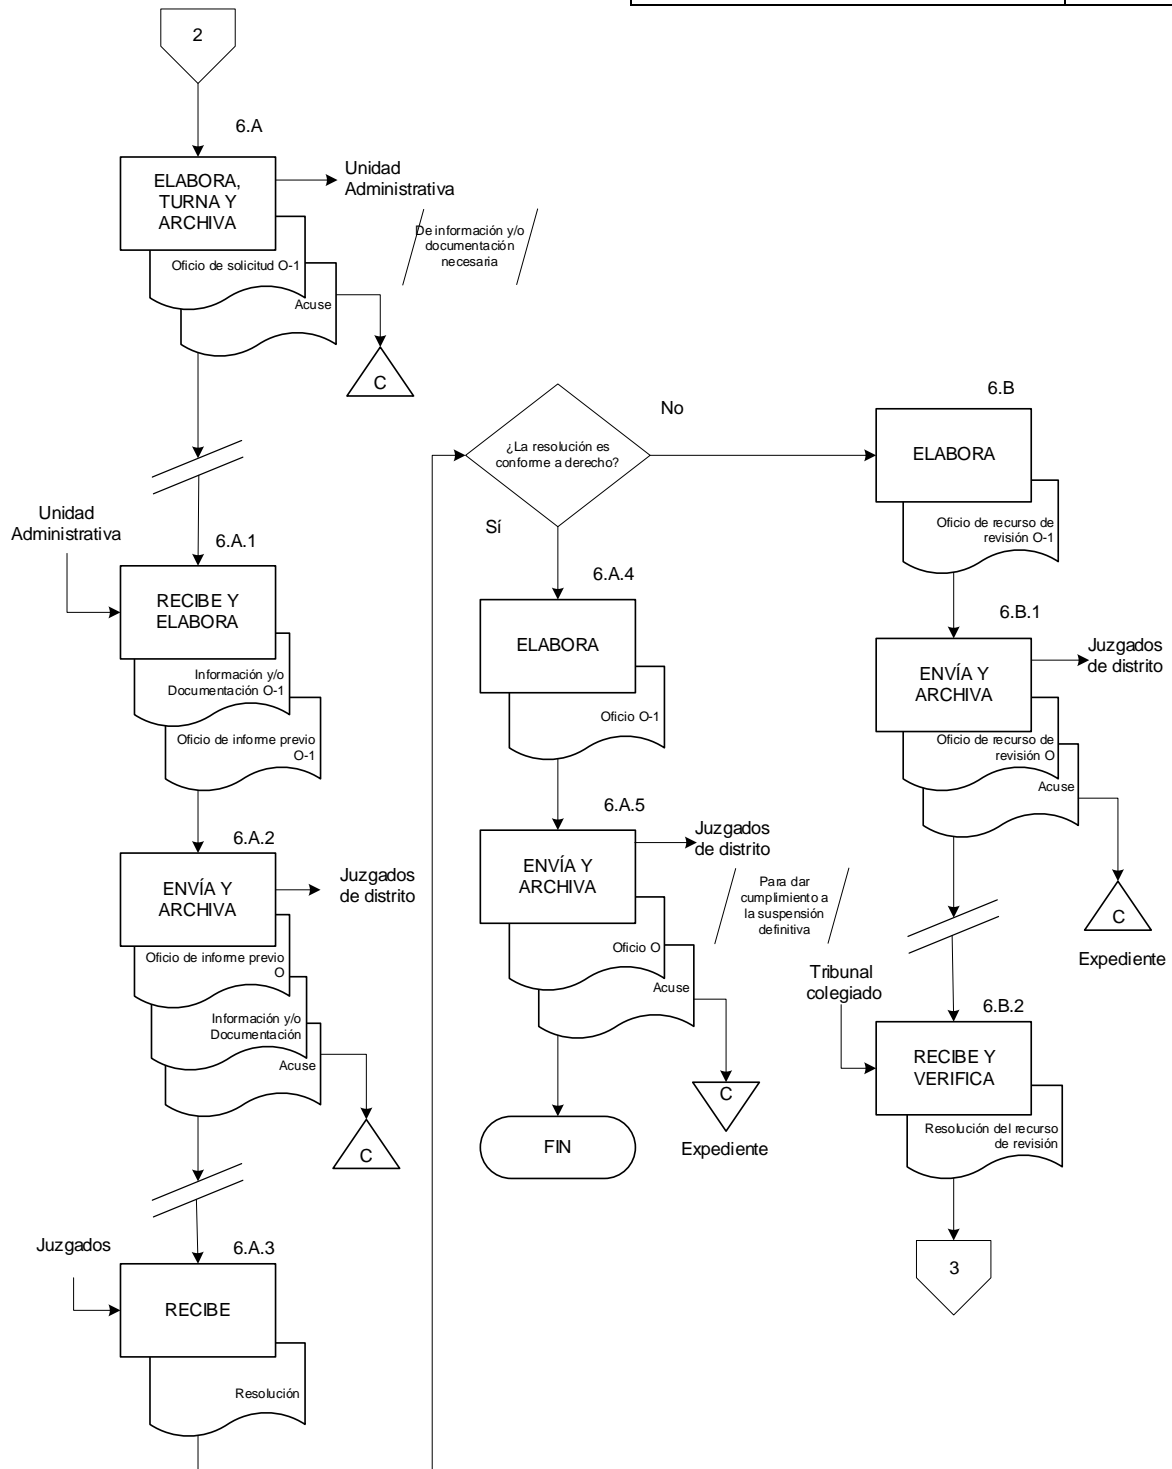 2
6.A
ELABORA,
TURNA Y
ARCHIVA
Unidad
Administrativa
De información y/o
documentación
necesaria
Oficio de solicitud O-1
Acuse
C
Unidad
Administrativa
6.A.1
RECIBE Y
ELABORA
Información y/o
Documentación O-1
Oficio de informe previo
O-1
6.A.2
ENVÍA Y
ARCHIVA
Juzgados
de distrito
Oficio de informe previo
O
Información y/o
Documentación
Acuse
C
Juzgados
6.A.3
RECIBE
Resolución
¿La resolución es
conforme a derecho?
No
Sí
6.A.4
ELABORA
Oficio O-1
6.A.5
ENVÍA Y
ARCHIVA
Juzgados
de distrito
Para dar
cumplimiento a
la suspensión
definitiva
Oficio O
Acuse
C
Expediente
FIN
6.B
ELABORA
Oficio de recurso de
revisión O-1
6.B.1
ENVÍA Y
ARCHIVA
Juzgados
de distrito
Oficio de recurso de
revisión O
Acuse
C
Expediente
Tribunal
colegiado
6.B.2
RECIBE Y
VERIFICA
Resolución del recurso
de revisión
3